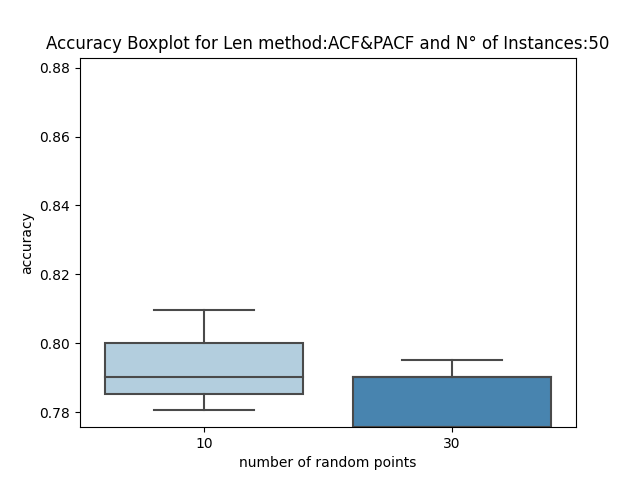 Accuracy Boxplot for Len method:ACF&PACF and N° of Instances:50
0.88
0.86
0.84
0.82
0.80
0.78
accuracy
10 30
number of random points